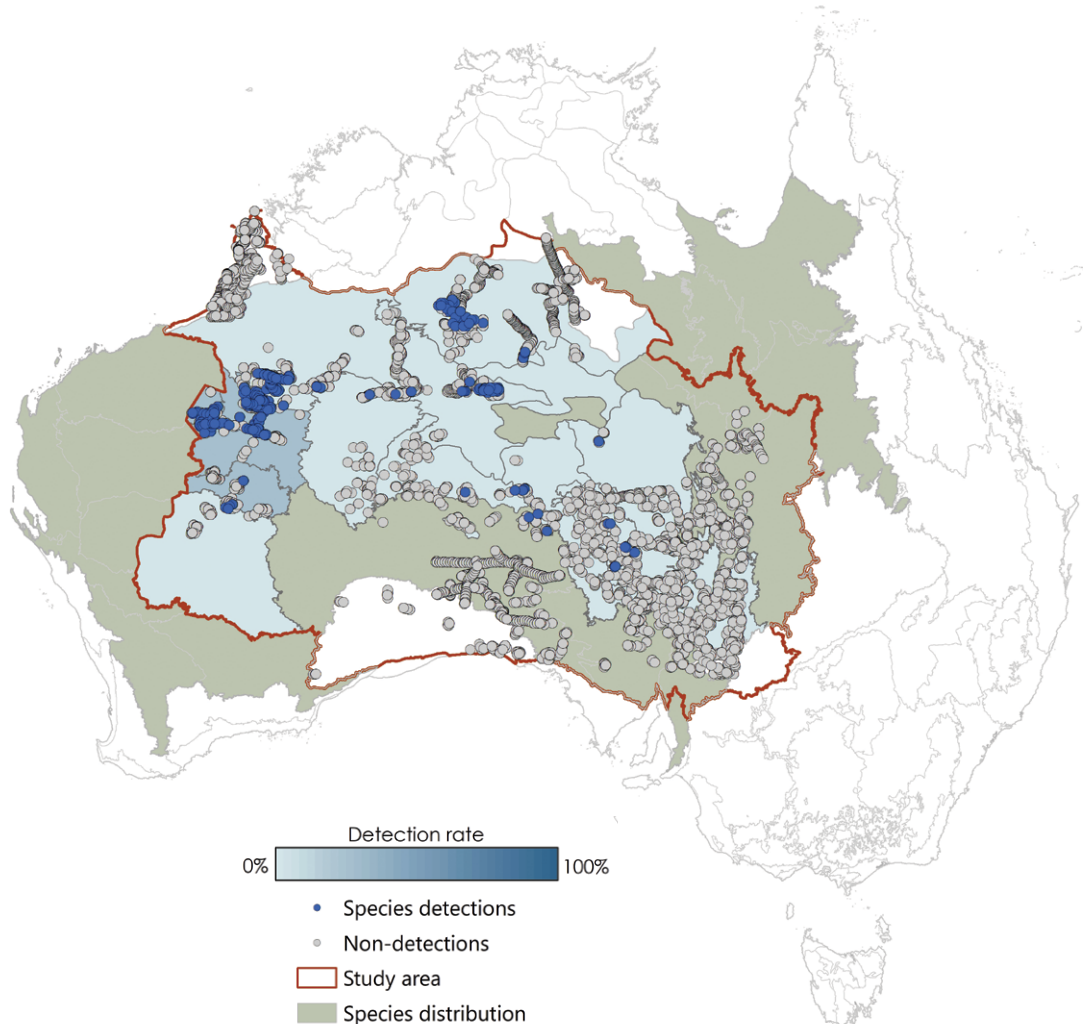 Detection rate
0% 100%
Species detections
Non-detections
Study area
Species distribution